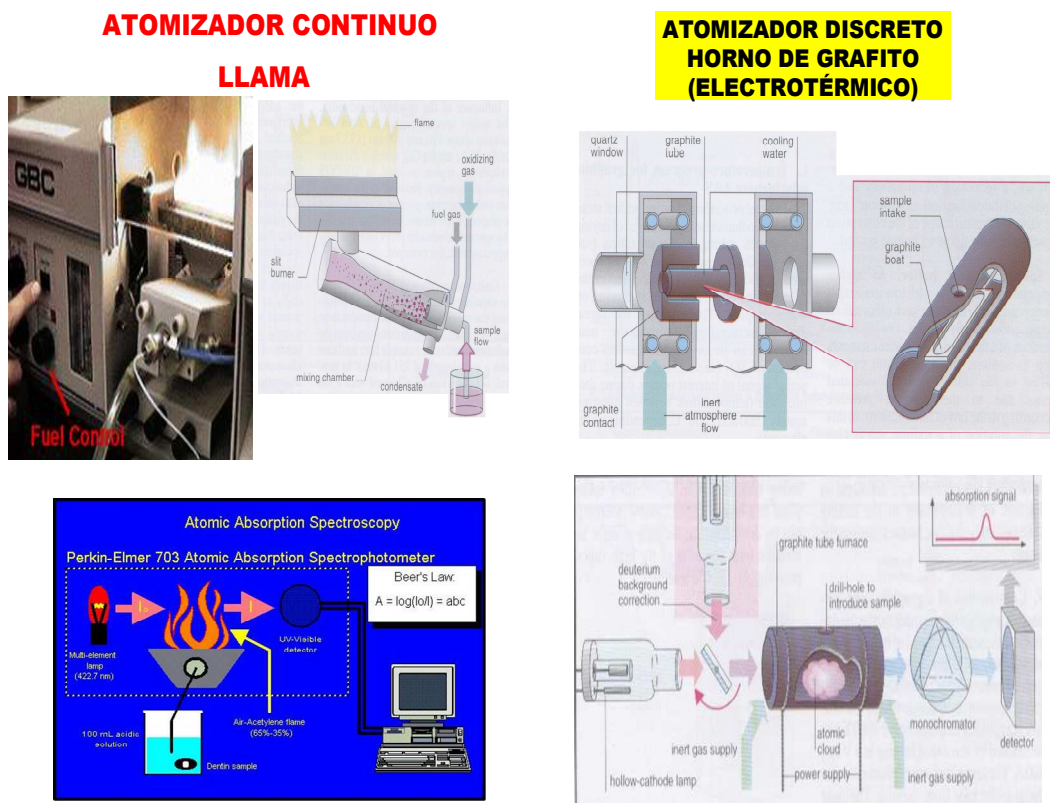 ATOMIZADOR CONTINUO
LLAMA
GBC
Fuel Control
flame
oxidizing
gas
fuel gas
slit
burner
sample
flow
mixing chamber
condensate
ATOMIZADOR DISCRETO
HORNO DE GRAFITO
(ELECTROTÉRMICO)
quartz
window
graphite
tube
cooling
water
sample
intake
graphite
boat
graphite
contact
inert
atmosphere
flow
Atomic Absorption Spectroscopy
Perkin-Elmer 703 Atomic Absorption Spectrophotometer
Beer's Law:
A = log(Io/I) = abc
Io
I
Multi-element
lamp
(422.7 nm)
UV-Visible
detector
Air-Acetylene flame
(65%-35%)
100 mL acidic
solution
Dentin sample
absorption signal
graphite tube furnace
deuterium
background
correction
drill-hole to
introduce sample
monochromator
atomic
cloud
detector
inert gas supply
power supply
inert gas supply
hollow-cathode lamp